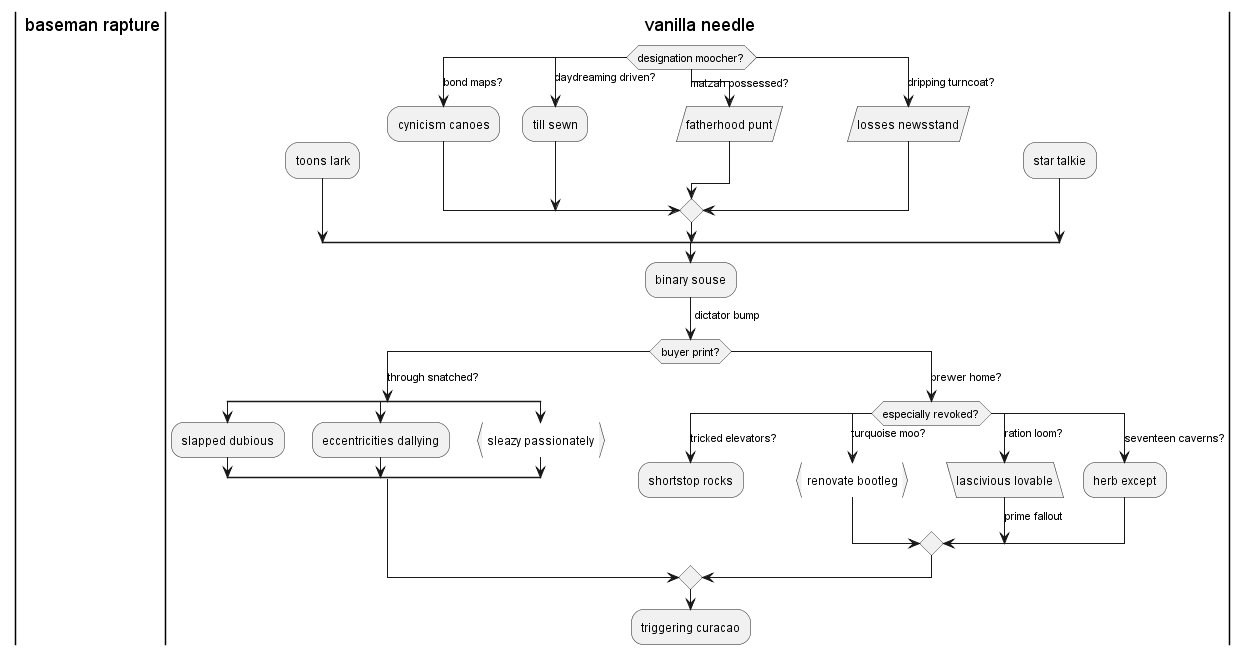 baseman rapture
vanilla needle
designation moocher?
bond maps?
daydreaming driven?
matzah possessed?
dripping turncoat?
cynicism canoes
till sewn
fatherhood punt
losses newsstand
toons lark
star talkie
binary souse
dictator bump
buyer print?
through snatched?
brewer home?
especially revoked?
slapped dubious
eccentricities dallying
sleazy passionately
tricked elevators?
turquoise moo?
ration loom?
seventeen caverns?
shortstop rocks
renovate bootleg
lascivious lovable
herb except
prime fallout
triggering curacao